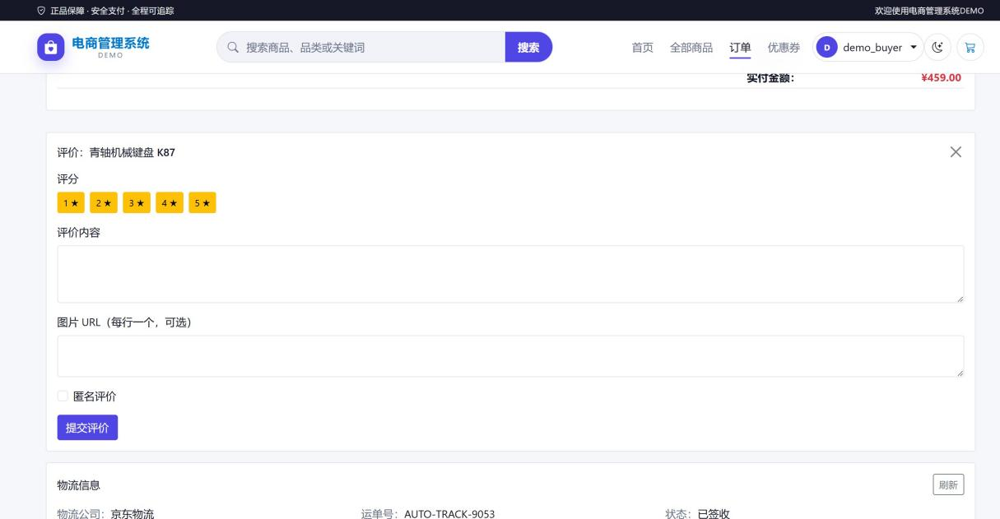 正品保障 · 安全支付 · 全程可追踪
欢迎使用电商管理系统DEMO
电商管理系统
DEMO
搜索商品、品类或关键词
搜索
首页
全部商品
订单
优惠券
D
demo_buyer
实付金额：
¥459.00
评价：青轴机械键盘 K87
评分
1 ★
2 ★
3 ★
4 ★
5 ★
评价内容
图片 URL（每行一个，可选）
匿名评价
提交评价
物流信息
刷新
物流公司：京东物流
运单号：AUTO-TRACK-9053
状态：已签收